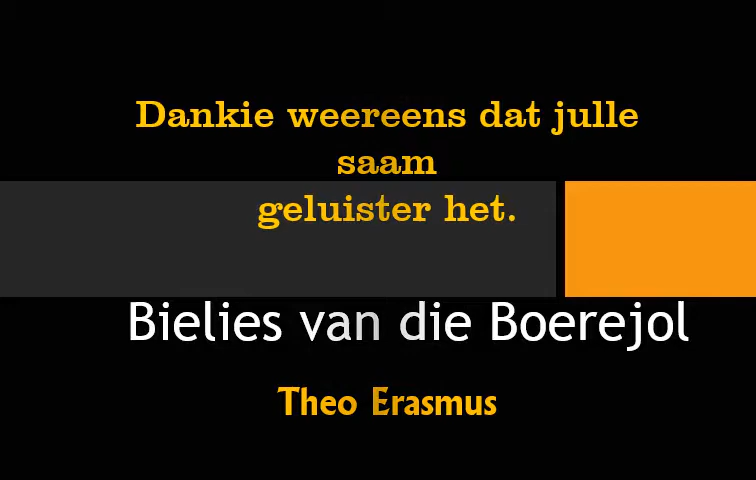 Dankie weereens dat julle
saam
geluister het.
Bielies van die Boerejol
Theo Erasmus